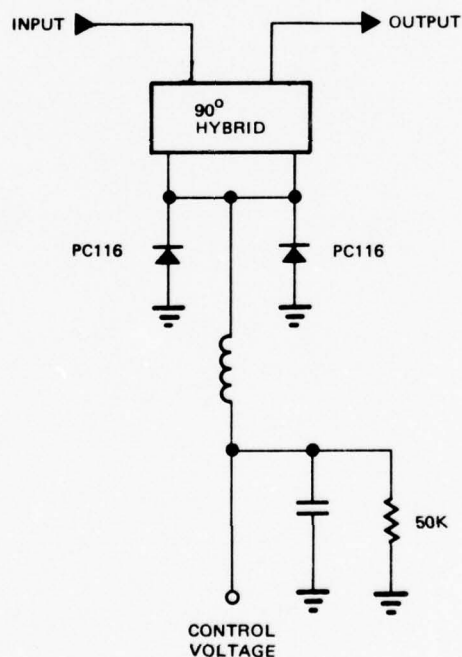 INPUT
OUTPUT
90°
HYBRID
PC116
PC116
50K
CONTROL
VOLTAGE